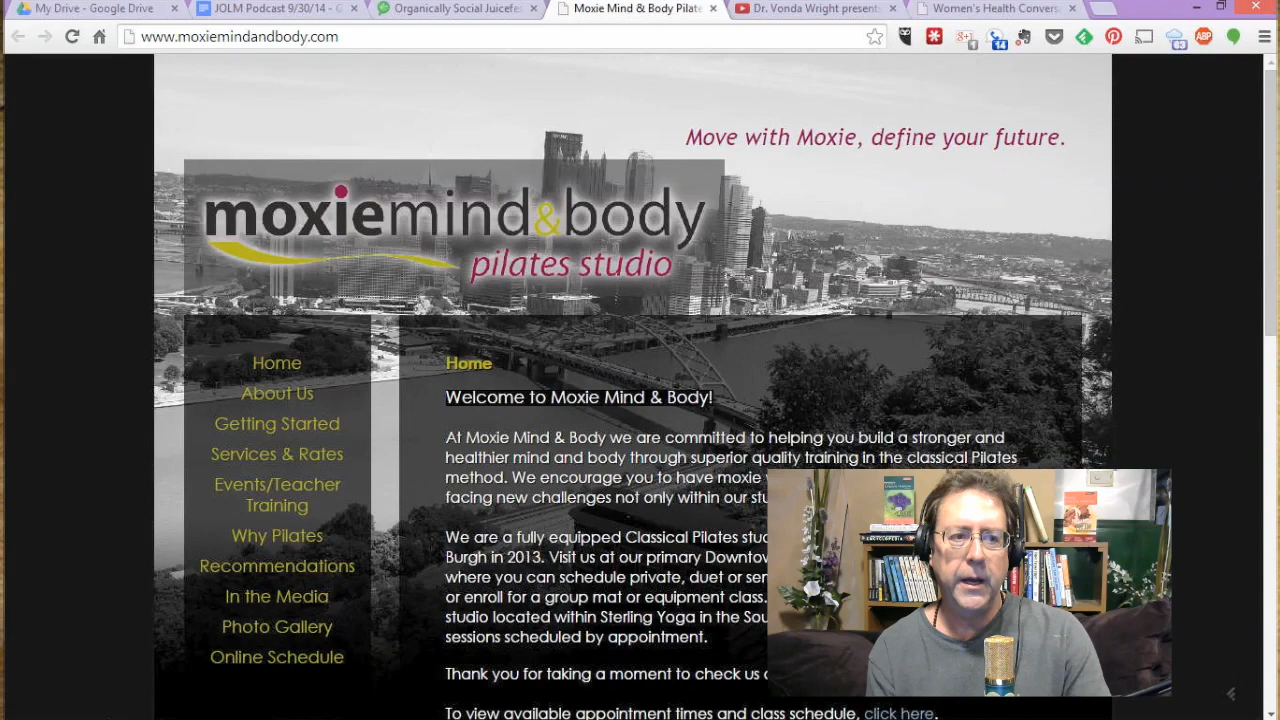 My Drive - Google Drive
JOLM Podcast 9/30/14 - G
Organically Social Juicefes
Moxie Mind & Body Pilate
Dr. Vonda Wright present
Women's Health Convers
www.moxiemindandbody.com
14
ABP
Move with Moxie, define your future.
moxiemind&body
pilates studio
Home
About Us
Getting Started
Services & Rates
Events/Teacher
Training
Why Pilates
Recommendations
In the Media
Photo Gallery
Online Schedule
Home
Welcome to Moxie Mind & Body!
At Moxie Mind & Body we are committed to helping you build a stronger and
healthier mind and body through superior quality training in the classical Pilates
method. We encourage you to have moxie
facing new challenges not only within our
We are a fully equipped Classical Pilates
Burgh in 2013. Visit us at our primary Downtow
where you can schedule private, duet or
or enroll for a group mat or equipment class.
studio located within Sterling Yoga in the
sessions scheduled by appointment.
Thank you for taking a moment to check us
To view available appointment times and class schedule, click here.
ENCYCLOPEDIA